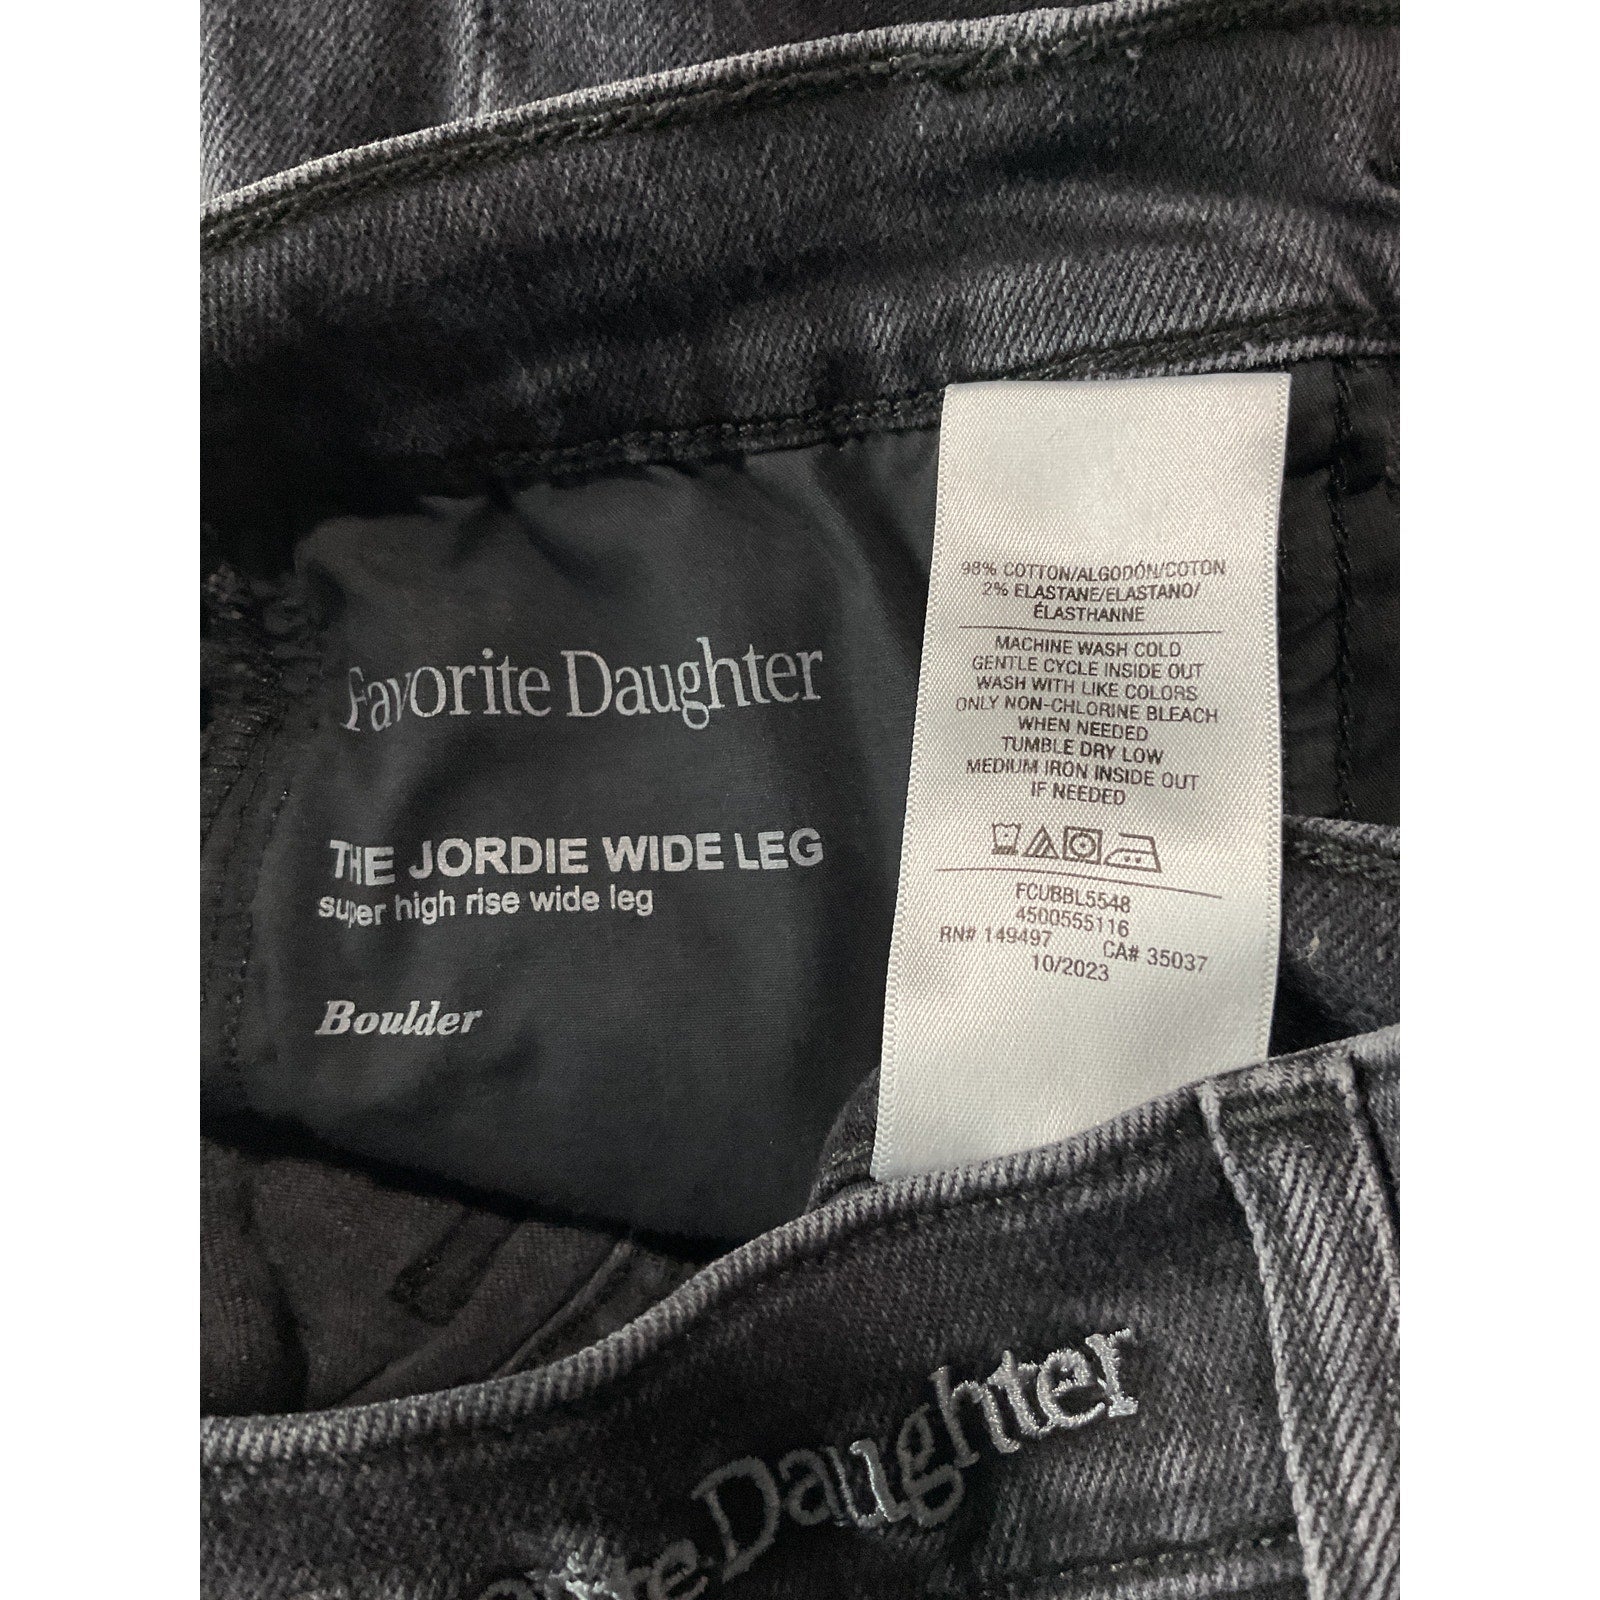 Favorite Daughter
THE JORDIE WIDE LEG
super high rise wide leg
Boulder
98% COTTON/ALGODÓN/COTON
2% ELASTANE/ELASTANO/
ÉLASTHANNE
MACHINE WASH COLD
GENTLE CYCLE INSIDE OUT
WASH WITH LIKE COLORS
ONLY NON-CHLORINE BLEACH
WHEN NEEDED
TUMBLE DRY LOW
MEDIUM IRON INSIDE OUT
IF NEEDED
FCUBBL5548
4500555116
RN# 149497 CA# 35037
10/2023
Daughter